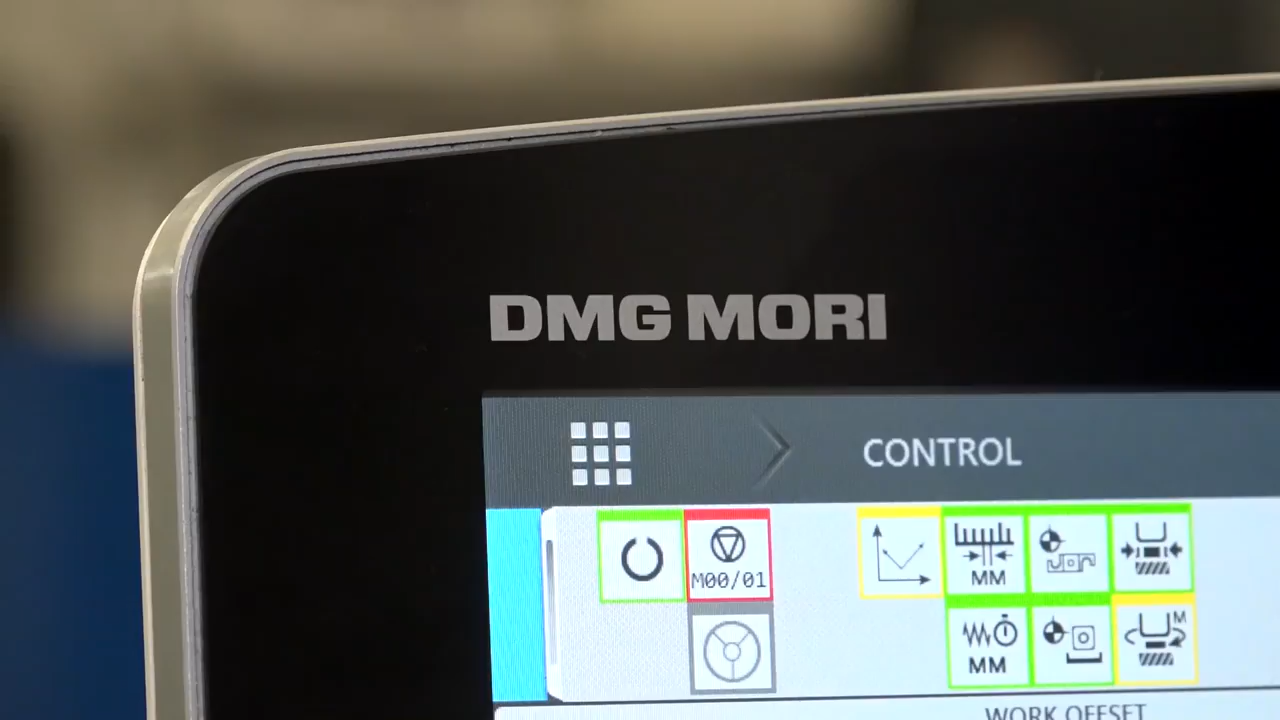 DMG MORI
CONTROL
M00/01
MM
MM
M
WORK OFFSET